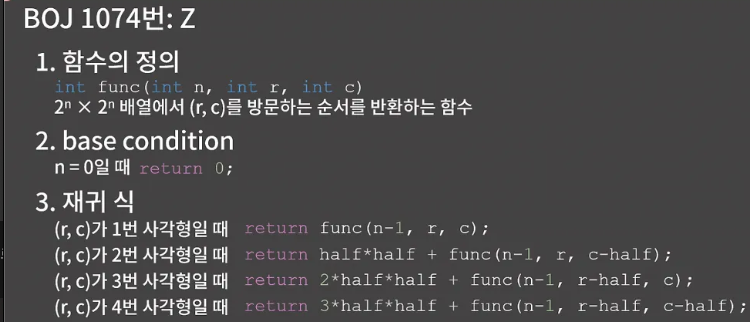 BOJ 1074번: Z
1. 함수의 정의
int func(int n, int r, int c)
2ⁿ × 2ⁿ 배열에서 (r, c)를 방문하는 순서를 반환하는 함수
2. base condition
n = 0일 때 return 0;
3. 재귀 식
(r, c)가 1번 사각형일 때 return func(n-1, r, c);
(r, c)가 2번 사각형일 때 return half*half + func(n-1, r, c-half);
(r, c)가 3번 사각형일 때 return 2*half*half + func(n-1, r-half, c);
(r, c)가 4번 사각형일 때 return 3*half*half + func(n-1, r-half, c-half);